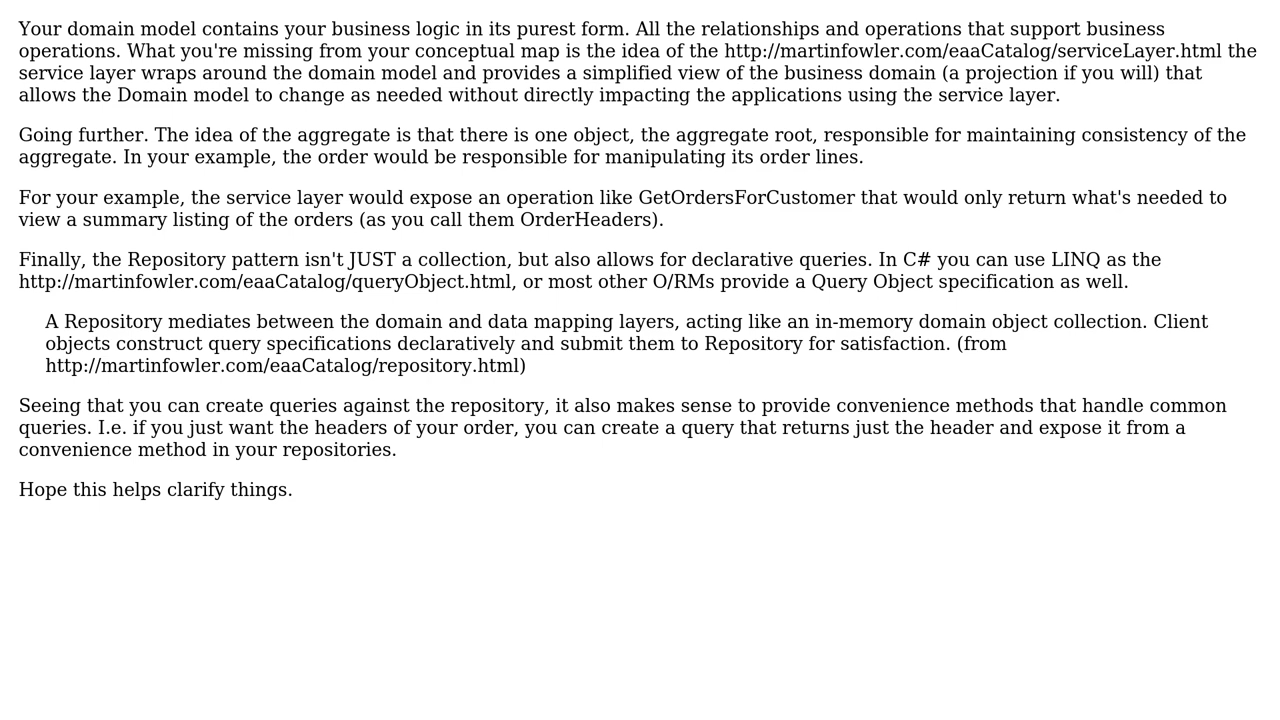 Your domain model contains your business logic in its purest form. All the relationships and operations that support business
operations. What you're missing from your conceptual map is the idea of the http://martinfowler.com/eaaCatalog/serviceLayer.html the
service layer wraps around the domain model and provides a simplified view of the business domain (a projection if you will) that
allows the Domain model to change as needed without directly impacting the applications using the service layer.
Going further. The idea of the aggregate is that there is one object, the aggregate root, responsible for maintaining consistency of the
aggregate. In your example, the order would be responsible for manipulating its order lines.
For your example, the service layer would expose an operation like GetOrdersForCustomer that would only return what's needed to
view a summary listing of the orders (as you call them OrderHeaders).
Finally, the Repository pattern isn't JUST a collection, but also allows for declarative queries. In C# you can use LINQ as the
http://martinfowler.com/eaaCatalog/queryObject.html, or most other O/RMs provide a Query Object specification as well.
A Repository mediates between the domain and data mapping layers, acting like an in-memory domain object collection. Client
objects construct query specifications declaratively and submit them to Repository for satisfaction. (from
http://martinfowler.com/eaaCatalog/repository.html)
Seeing that you can create queries against the repository, it also makes sense to provide convenience methods that handle common
queries. I.e. if you just want the headers of your order, you can create a query that returns just the header and expose it from a
convenience method in your repositories.
Hope this helps clarify things.